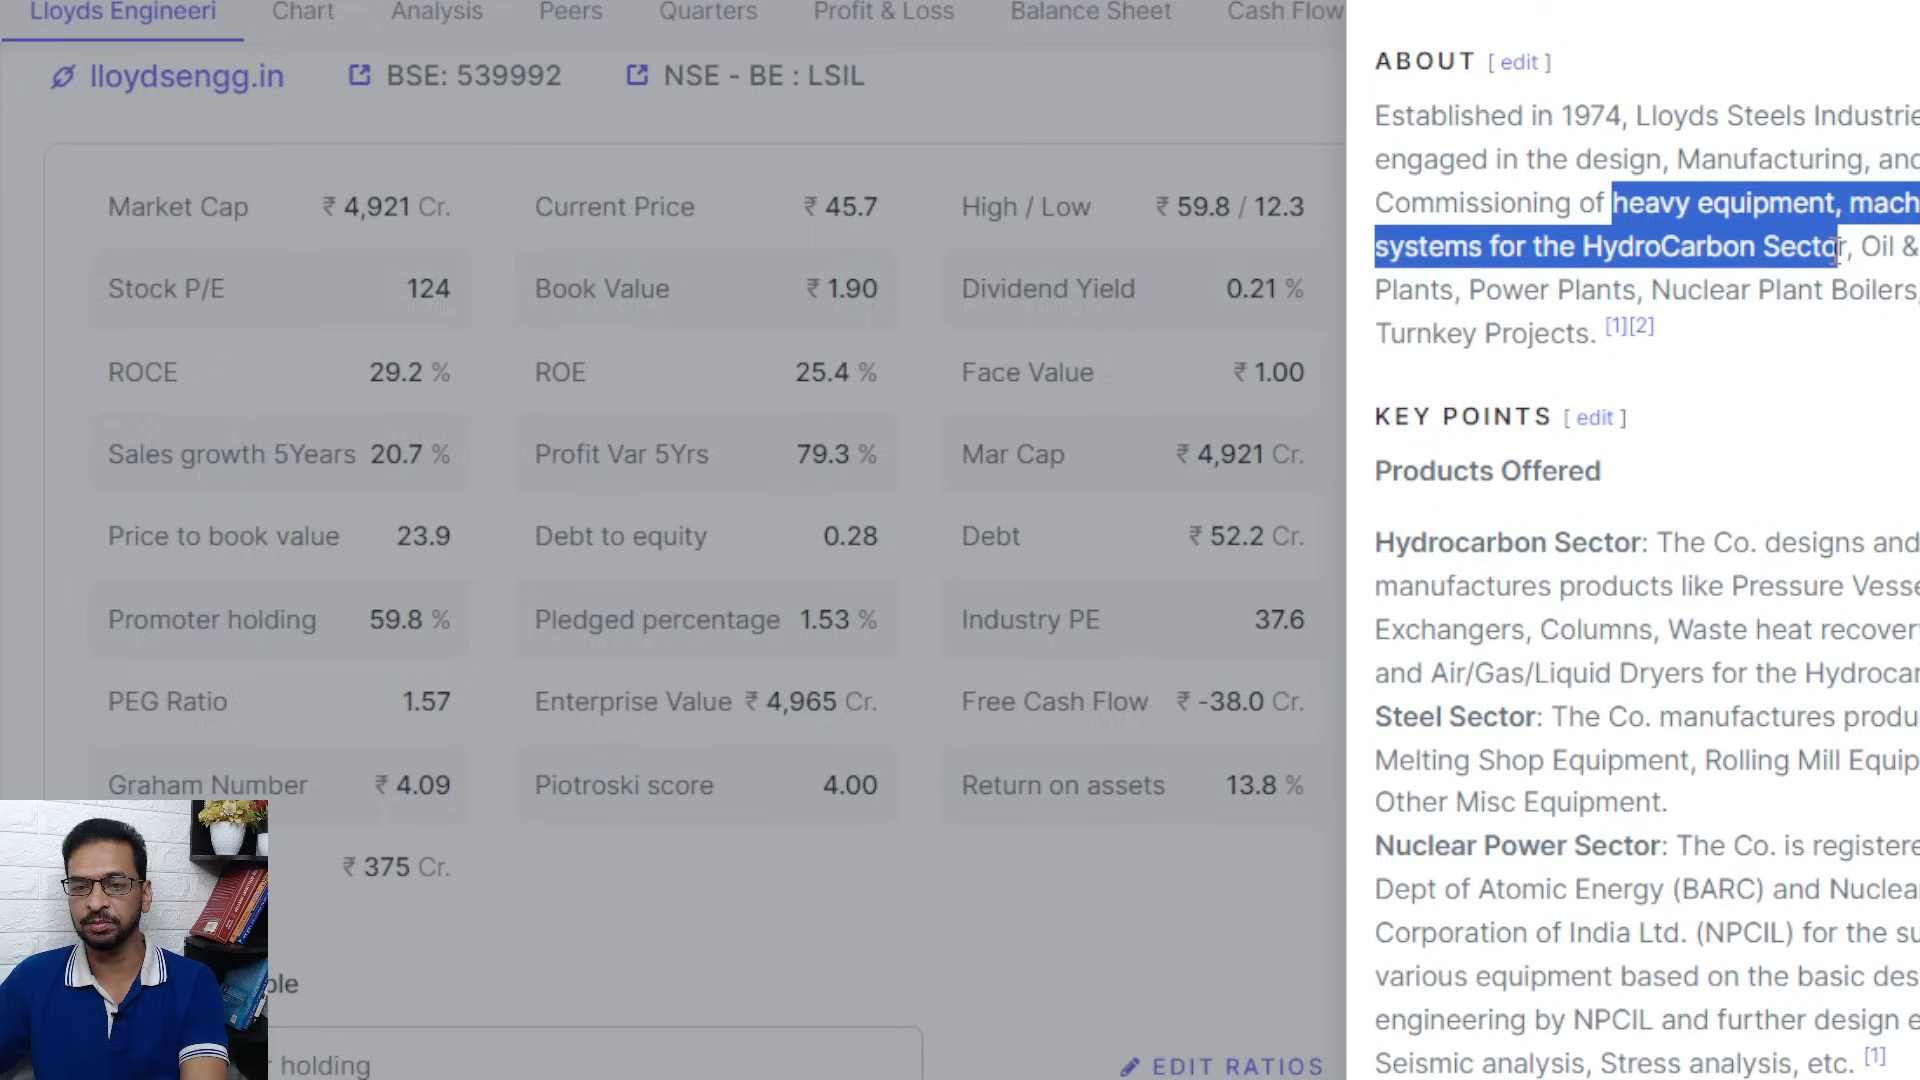 Lloyds Engineeri Chart Analysis Peers Quarters Profit & Loss Balance Sheet Cash Flow
lloydsengg.in BSE: 539992 NSE - BE : LSIL
Market Cap ₹ 4,921 Cr. Current Price ₹ 45.7 High / Low ₹ 59.8 / 12.3
Stock P/E 124 Book Value ₹ 1.90 Dividend Yield 0.21 %
ROCE 29.2 % ROE 25.4 % Face Value ₹ 1.00
Sales growth 5Years 20.7 % Profit Var 5Yrs 79.3 % Mar Cap ₹ 4,921 Cr.
Price to book value 23.9 Debt to equity 0.28 Debt ₹ 52.2 Cr.
Promoter holding 59.8 % Pledged percentage 1.53 % Industry PE 37.6
PEG Ratio 1.57 Enterprise Value ₹ 4,965 Cr. Free Cash Flow ₹ -38.0 Cr.
Graham Number ₹ 4.09 Piotroski score 4.00 Return on assets 13.8 %
₹ 375 Cr.
holding
EDIT RATIOS
ABOUT [ edit ]
Established in 1974, Lloyds Steels Industrie
engaged in the design, Manufacturing, and
Commissioning of heavy equipment, mach
systems for the HydroCarbon Sector, Oil &
Plants, Power Plants, Nuclear Plant Boilers,
Turnkey Projects. [1][2]
KEY POINTS [ edit ]
Products Offered
Hydrocarbon Sector: The Co. designs and
manufactures products like Pressure Vesse
Exchangers, Columns, Waste heat recovery
and Air/Gas/Liquid Dryers for the Hydrocar
Steel Sector: The Co. manufactures produ
Melting Shop Equipment, Rolling Mill Equip
Other Misc Equipment.
Nuclear Power Sector: The Co. is registere
Dept of Atomic Energy (BARC) and Nuclear
Corporation of India Ltd. (NPCIL) for the su
various equipment based on the basic des
engineering by NPCIL and further design e
Seismic analysis, Stress analysis, etc. [1]